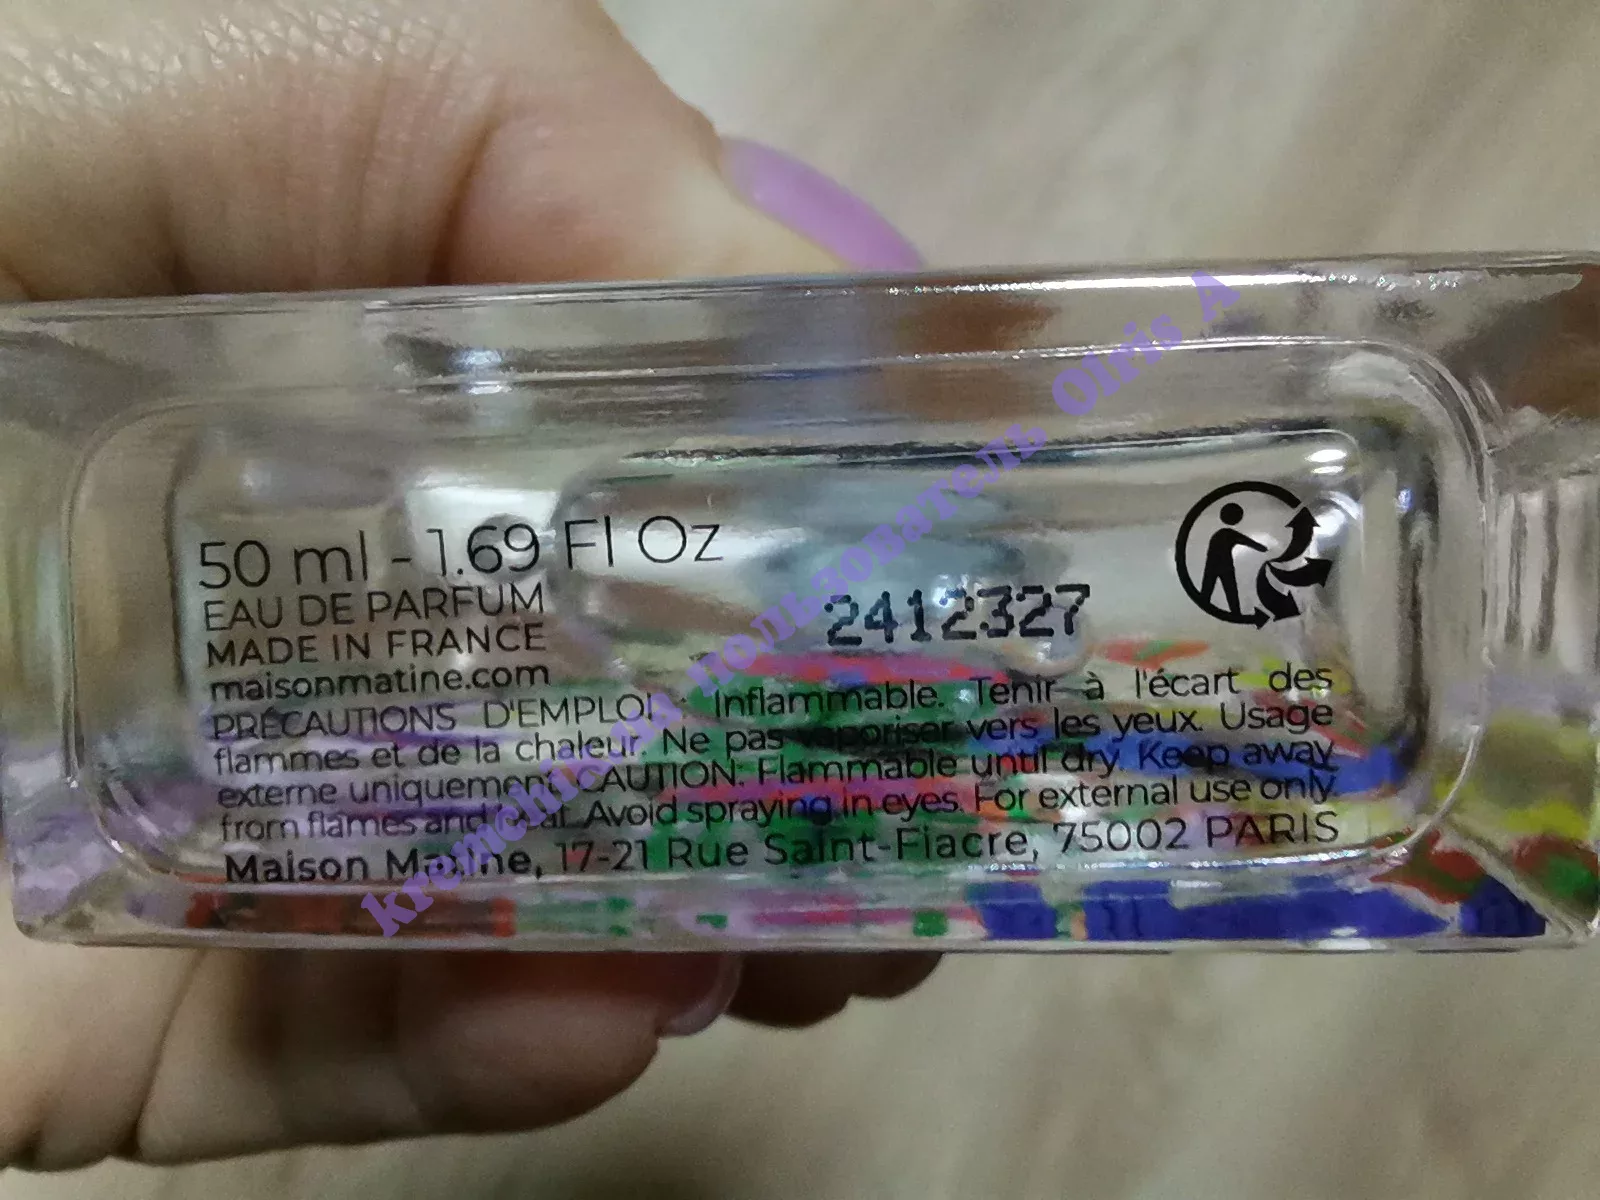 50 ml - 1.69 Fl Oz
EAU DE PARFUM
MADE IN FRANCE
maisonmatine.com
2412327
PRÉCAUTIONS D'EMPLOI : Inflammable. Tenir à l'écart des
flammes et de la chaleur. Ne pas vaporiser vers les yeux. Usage
externe uniquement. CAUTION: Flammable until dry. Keep away
from flames and heat. Avoid spraying in eyes. For external use only.
Maison Matine, 17-21 Rue Saint-Fiacre, 75002 PARIS
kromchical пользователь Oiris A